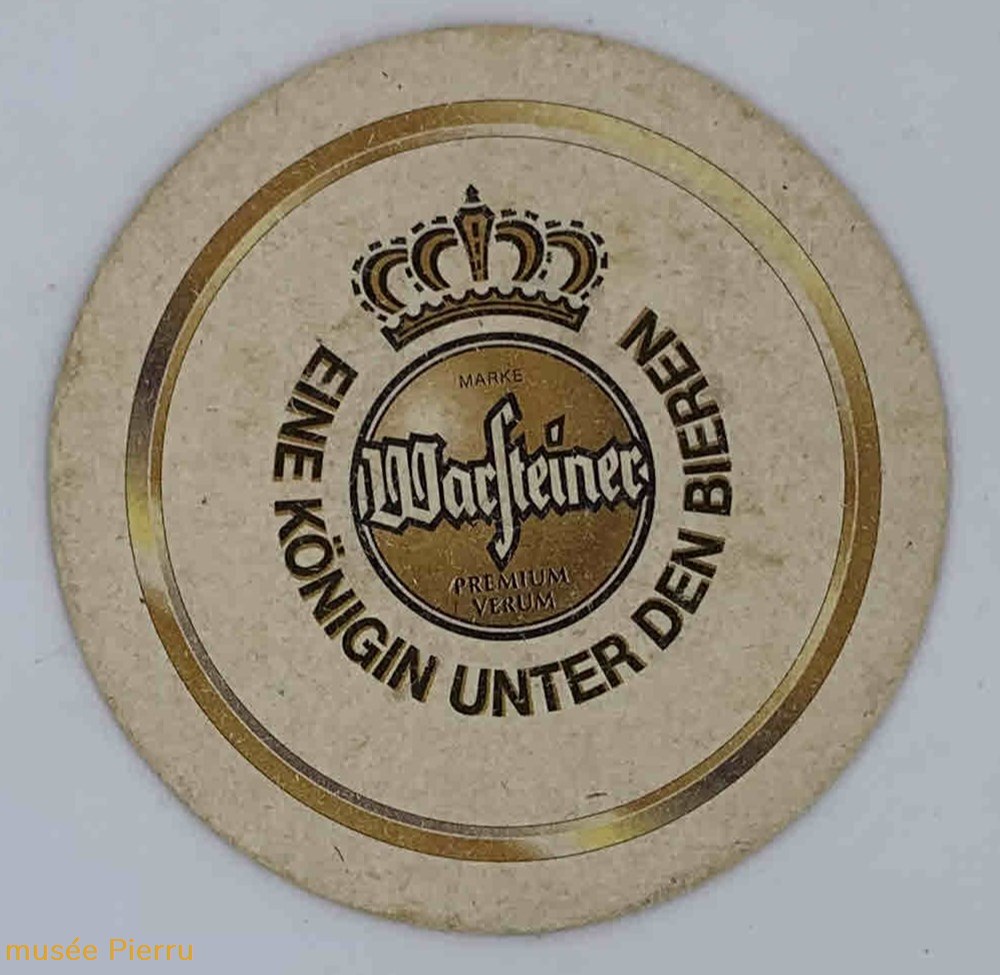 MARKE
Warsteiner
PREMIUM
VERUM
EINE KÖNIGIN UNTER DEN BIEREN
musée Pierru